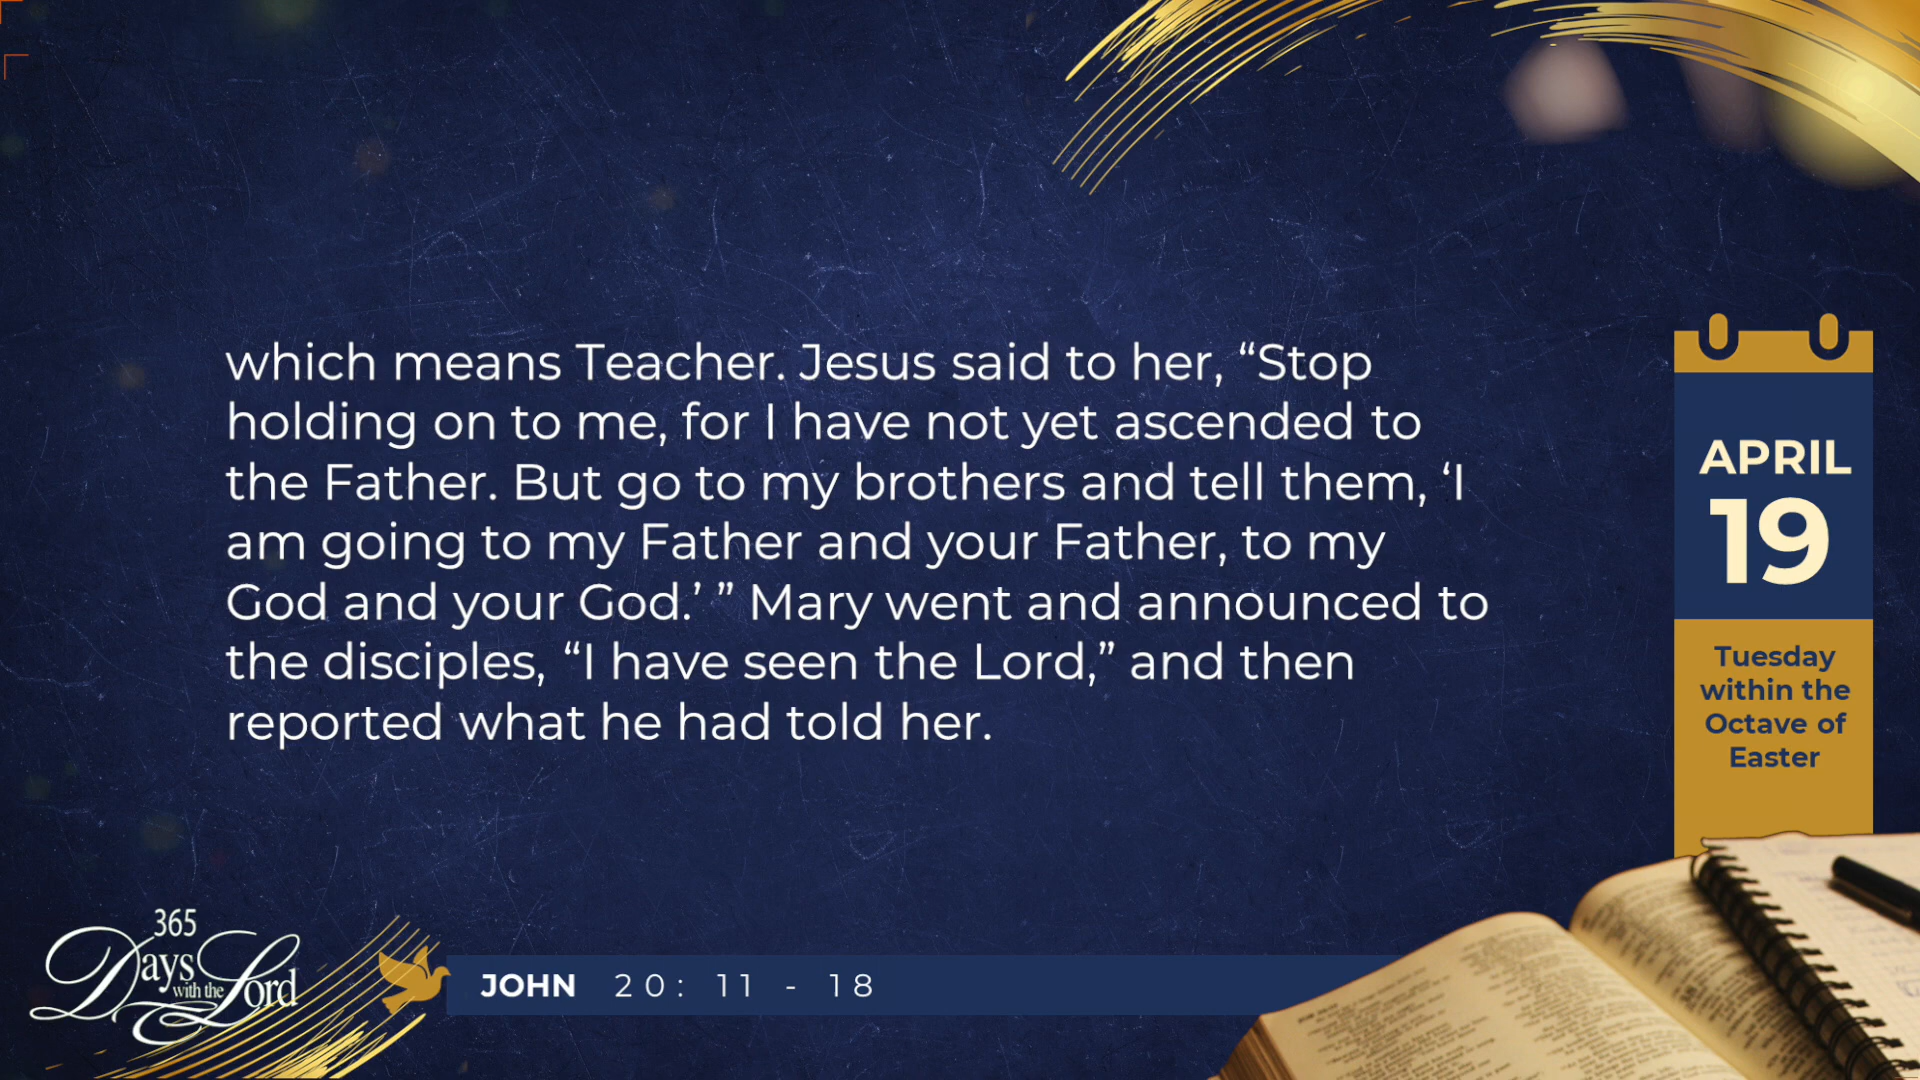 which means Teacher. Jesus said to her, “Stop
holding on to me, for I have not yet ascended to
the Father. But go to my brothers and tell them, ‘I
am going to my Father and your Father, to my
God and your God.’ ” Mary went and announced to
the disciples, “I have seen the Lord,” and then
reported what he had told her.
APRIL
19
Tuesday
within the
Octave of
Easter
365
Days
with the
Lord
JOHN 20: 11 - 18